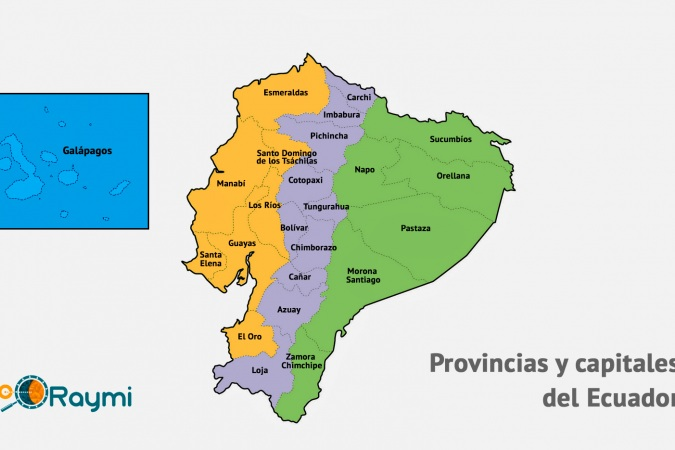 Esmeraldas
Carchi
Imbabura
Pichincha
Sucumbios
Galápagos
Santo Domingo
de los Tsáchilas
Napo
Orellana
Manabí
Cotopaxi
Los Ríos
Tungurahua
Bolívar
Pastaza
Guayas
Chimborazo
Santa
Elena
Cañar
Morona
Santiago
Azuay
El Oro
Zamora
Chimchipe
Loja
Provincias y capitales
del Ecuador
Raymi